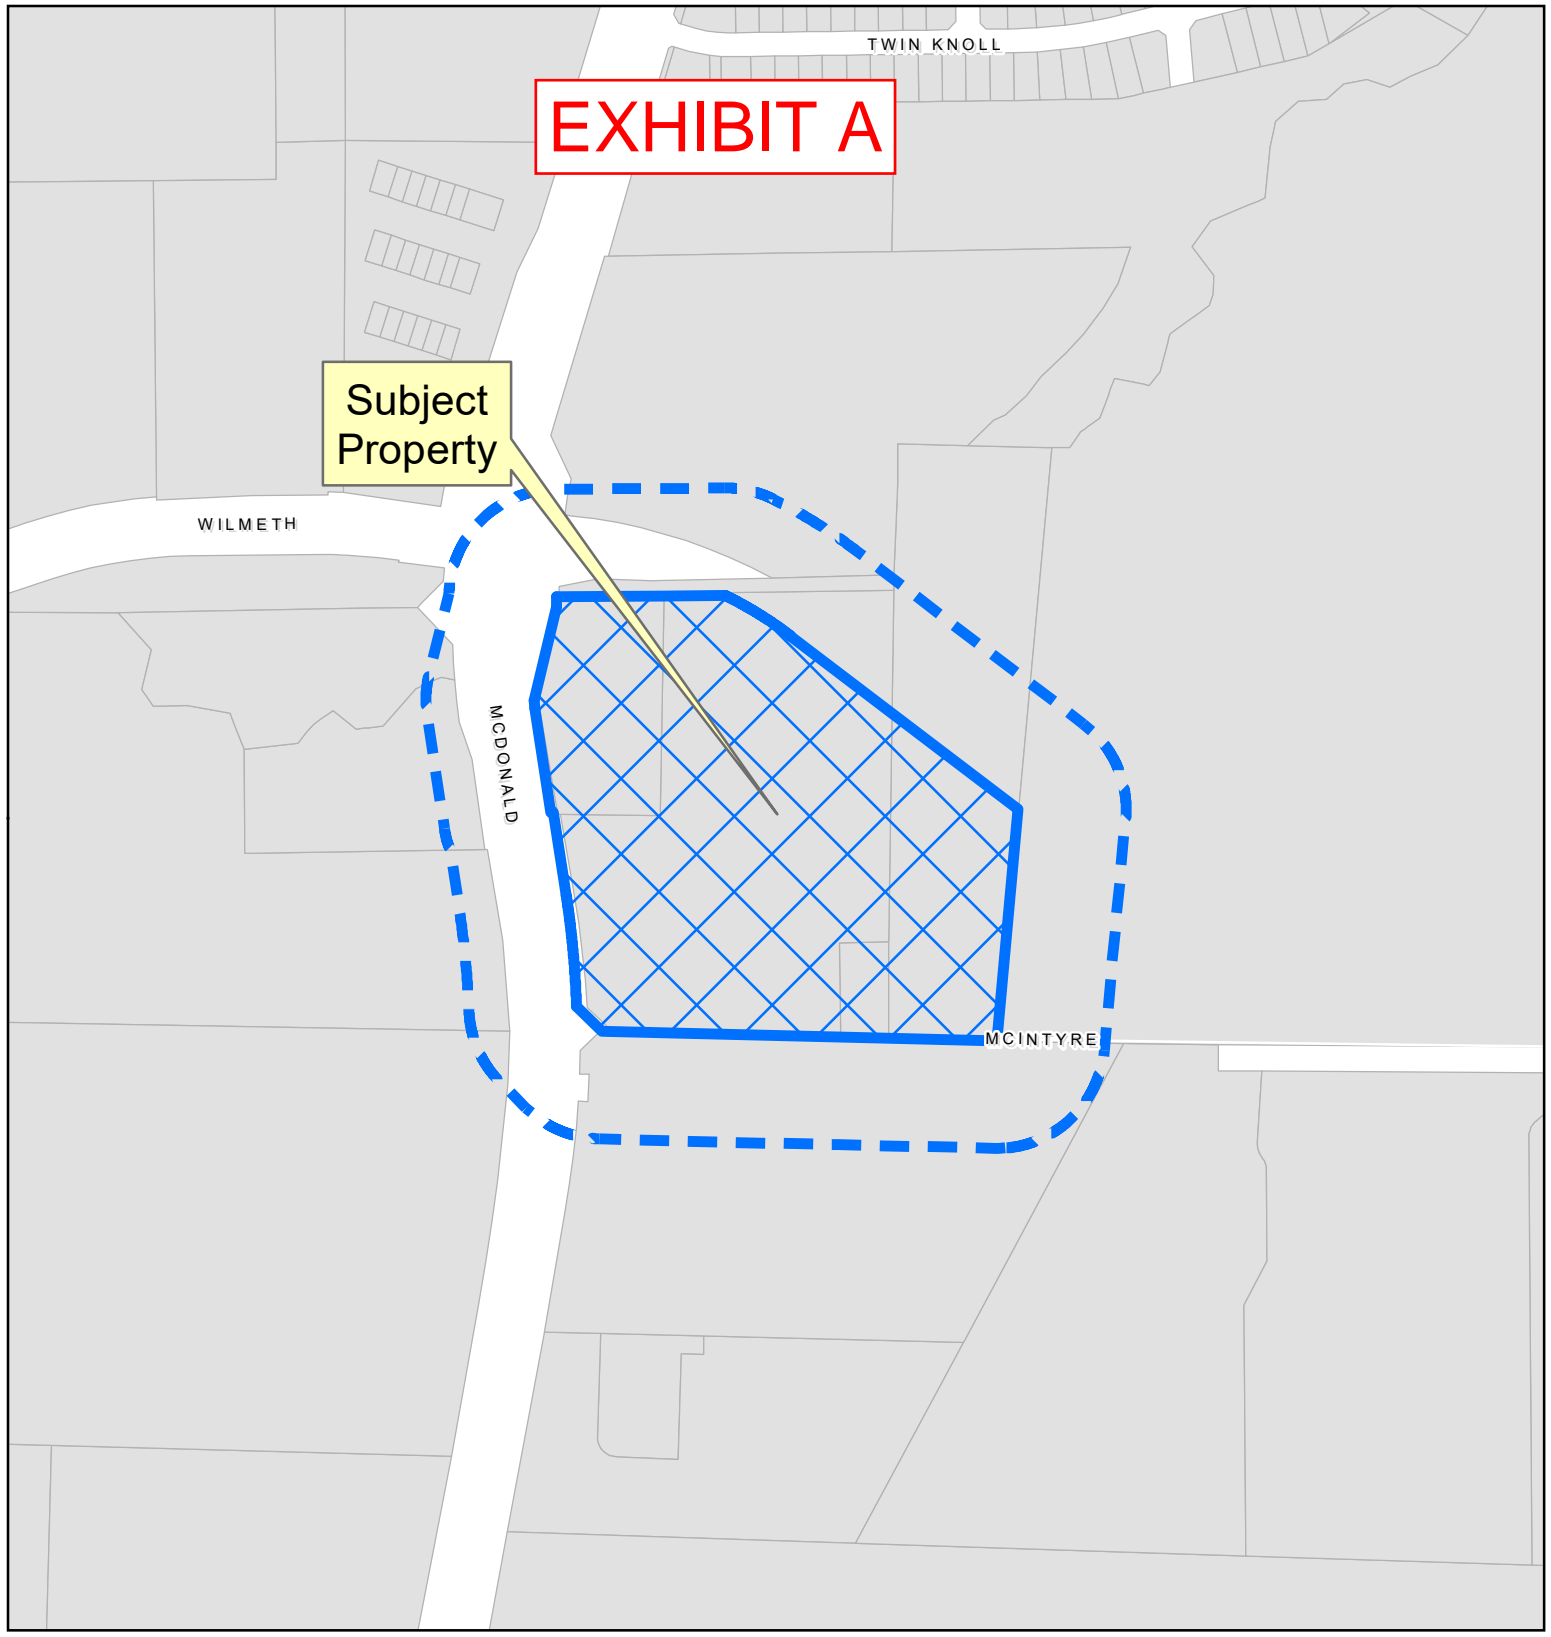 TWIN KNOLL
EXHIBIT A
Subject
Property
WILMETH
MCDONALD
MCINTYRE